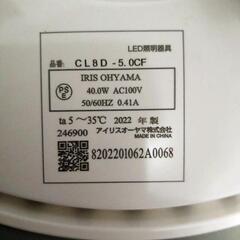 LED照明器具
品番: CL8D-5.0CF
PSE
IRIS OHYAMA
40.0W AC100V
50/60HZ 0.41A
ta 5~35℃ 2022 年製
246900 アイリスオーヤマ株式会社
MADE IN CHINA
8202201062A0068